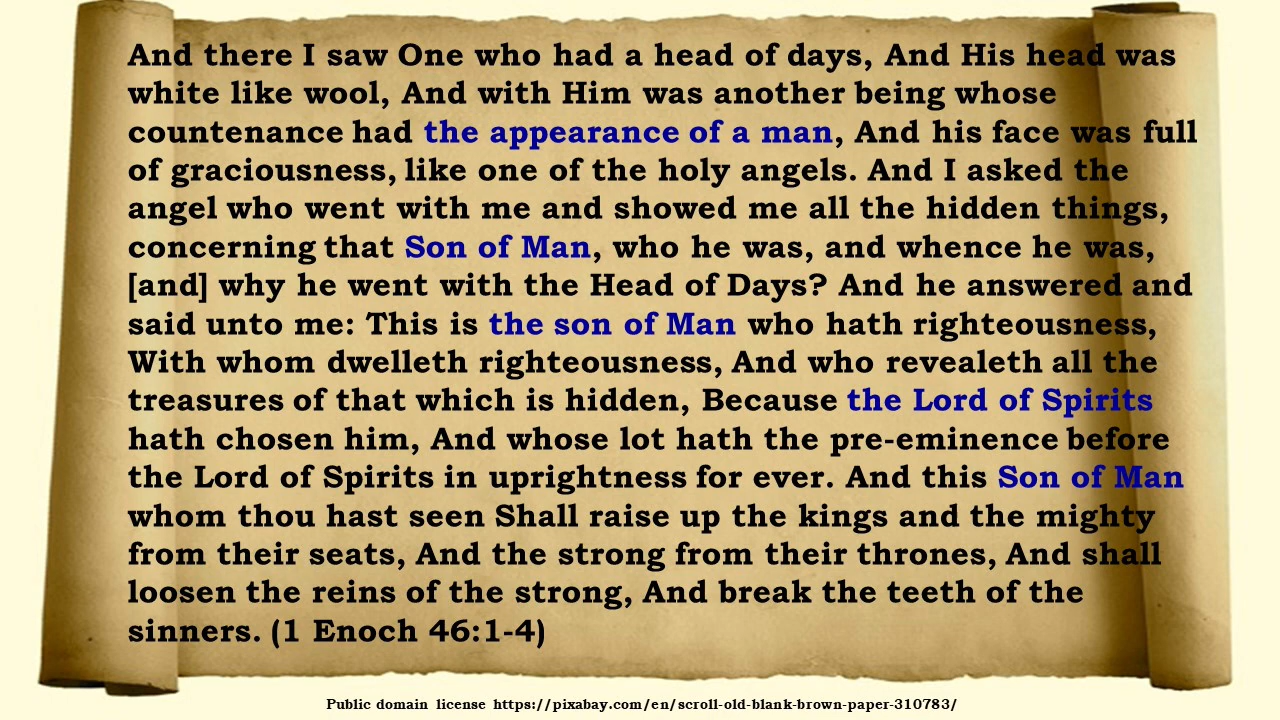 And there I saw One who had a head of days, And His head was
white like wool, And with Him was another being whose
countenance had the appearance of a man, And his face was full
of graciousness, like one of the holy angels. And I asked the
angel who went with me and showed me all the hidden things,
concerning that Son of Man, who he was, and whence he was,
[and] why he went with the Head of Days? And he answered and
said unto me: This is the son of Man who hath righteousness,
With whom dwelleth righteousness, And who revealeth all the
treasures of that which is hidden, Because the Lord of Spirits
hath chosen him, And whose lot hath the pre-eminence before
the Lord of Spirits in uprightness for ever. And this Son of Man
whom thou hast seen Shall raise up the kings and the mighty
from their seats, And the strong from their thrones, And shall
loosen the reins of the strong, And break the teeth of the
sinners. (1 Enoch 46:1-4)
Public domain license https://pixabay.com/en/scroll-old-blank-brown-paper-310783/